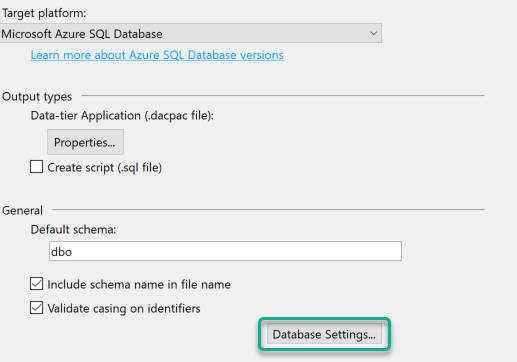 Target platform:
Microsoft Azure SQL Database
Learn more about Azure SQL Database versions
Output types
Data-tier Application (.dacpac file):
Properties...
Create script (.sql file)
General
Default schema:
dbo
Include schema name in file name
Validate casing on identifiers
Database Settings...